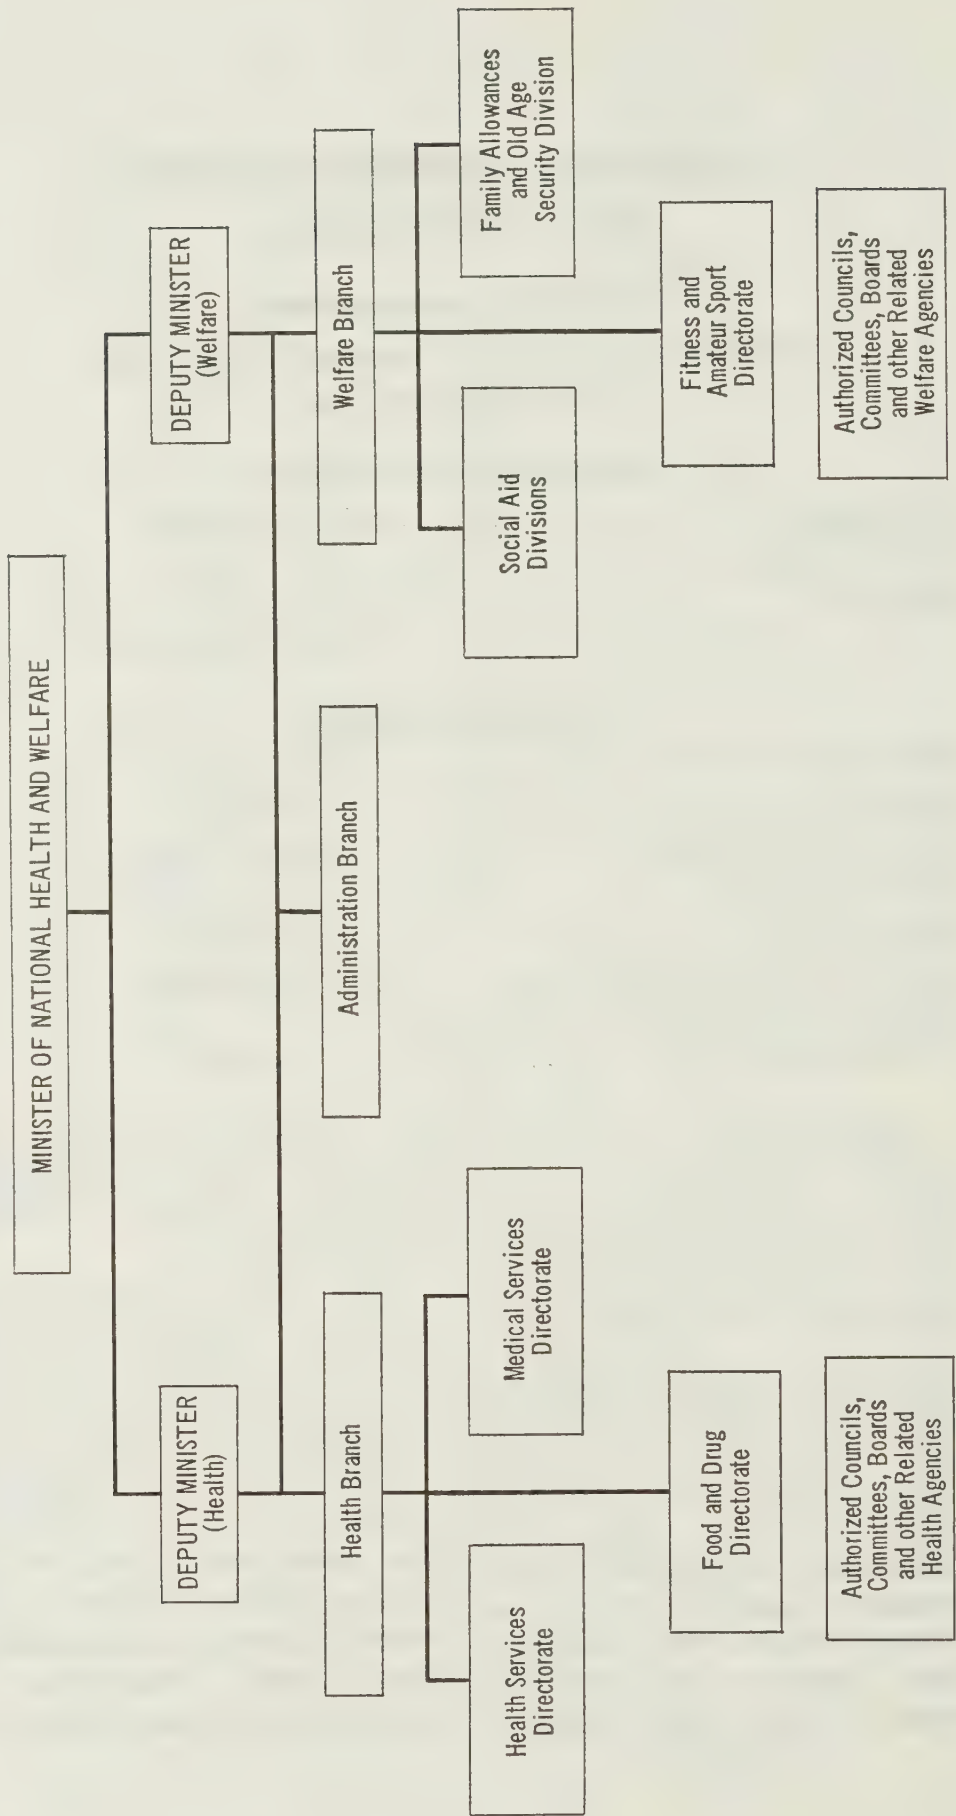 MINISTER OF NATIONAL HEALTH AND WELFARE
DEPUTY MINISTER
(Health)
DEPUTY MINISTER
(Welfare)
Health Branch
Administration Branch
Welfare Branch
Health Services
Directorate
Medical Services
Directorate
Social Aid
Divisions
Family Allowances
and Old Age
Security Division
Food and Drug
Directorate
Fitness and
Amateur Sport
Directorate
Authorized Councils,
Committees, Boards
and other Related
Health Agencies
Authorized Councils,
Committees, Boards
and other Related
Welfare Agencies